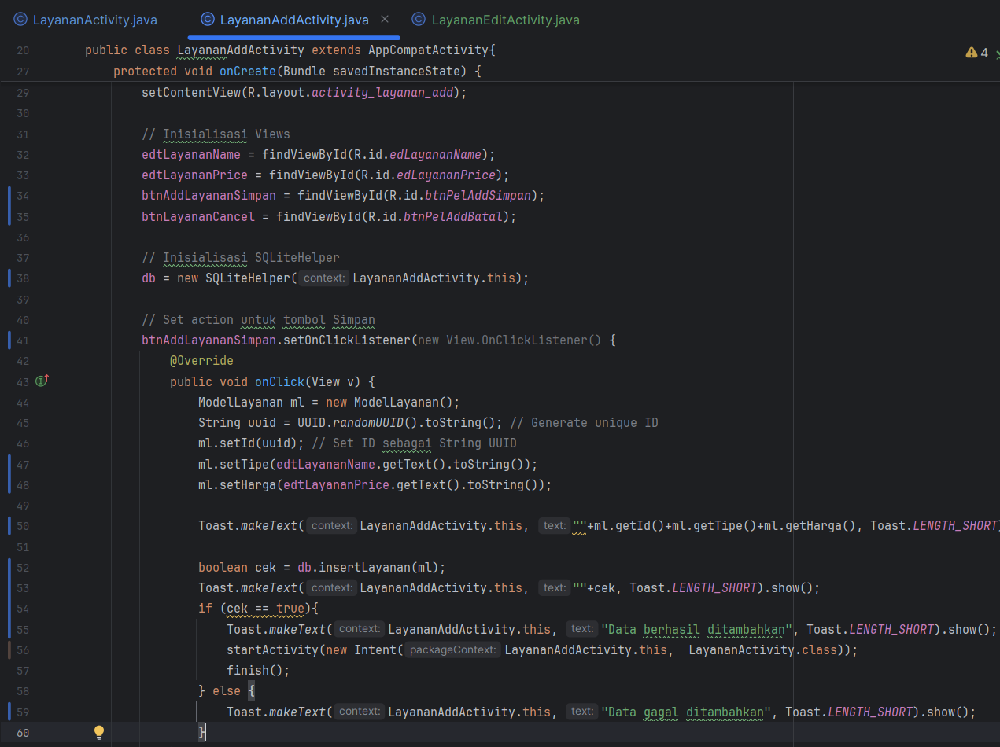 LayananActivity.java LayananAddActivity.java × LayananEditActivity.java
20 public class LayananAddActivity extends AppCompatActivity{ 4
27 protected void onCreate(Bundle savedInstanceState) {
29 setContentView(R.layout.activity_layanan_add);
30
31 // Inisialisasi Views
32 edtLayananName = findViewById(R.id.edLayananName);
33 edtLayananPrice = findViewById(R.id.edLayananPrice);
34 btnAddLayananSimpan = findViewById(R.id.btnPelAddSimpan);
35 btnLayananCancel = findViewById(R.id.btnPelAddBatal);
36
37 // Inisialisasi SQLiteHelper
38 db = new SQLiteHelper( context: LayananAddActivity.this);
39
40 // Set action untuk tombol Simpan
41 btnAddLayananSimpan.setOnClickListener(new View.OnClickListener() {
42 @Override
43 public void onClick(View v) {
44 ModelLayanan ml = new ModelLayanan();
45 String uuid = UUID.randomUUID().toString(); // Generate unique ID
46 ml.setId(uuid); // Set ID sebagai String UUID
47 ml.setTipe(edtLayananName.getText().toString());
48 ml.setHarga(edtLayananPrice.getText().toString());
49
50 Toast.makeText( context: LayananAddActivity.this, text: ""+ml.getId()+ml.getTipe()+ml.getHarga(), Toast.LENGTH_SHORT)
51
52 boolean cek = db.insertLayanan(ml);
53 Toast.makeText( context: LayananAddActivity.this, text: ""+cek, Toast.LENGTH_SHORT).show();
54 if (cek == true){
55 Toast.makeText( context: LayananAddActivity.this, text: "Data berhasil ditambahkan", Toast.LENGTH_SHORT).show();
56 startActivity(new Intent( packageContext: LayananAddActivity.this, LayananActivity.class));
57 finish();
58 } else {
59 Toast.makeText( context: LayananAddActivity.this, text: "Data gagal ditambahkan", Toast.LENGTH_SHORT).show();
60 }